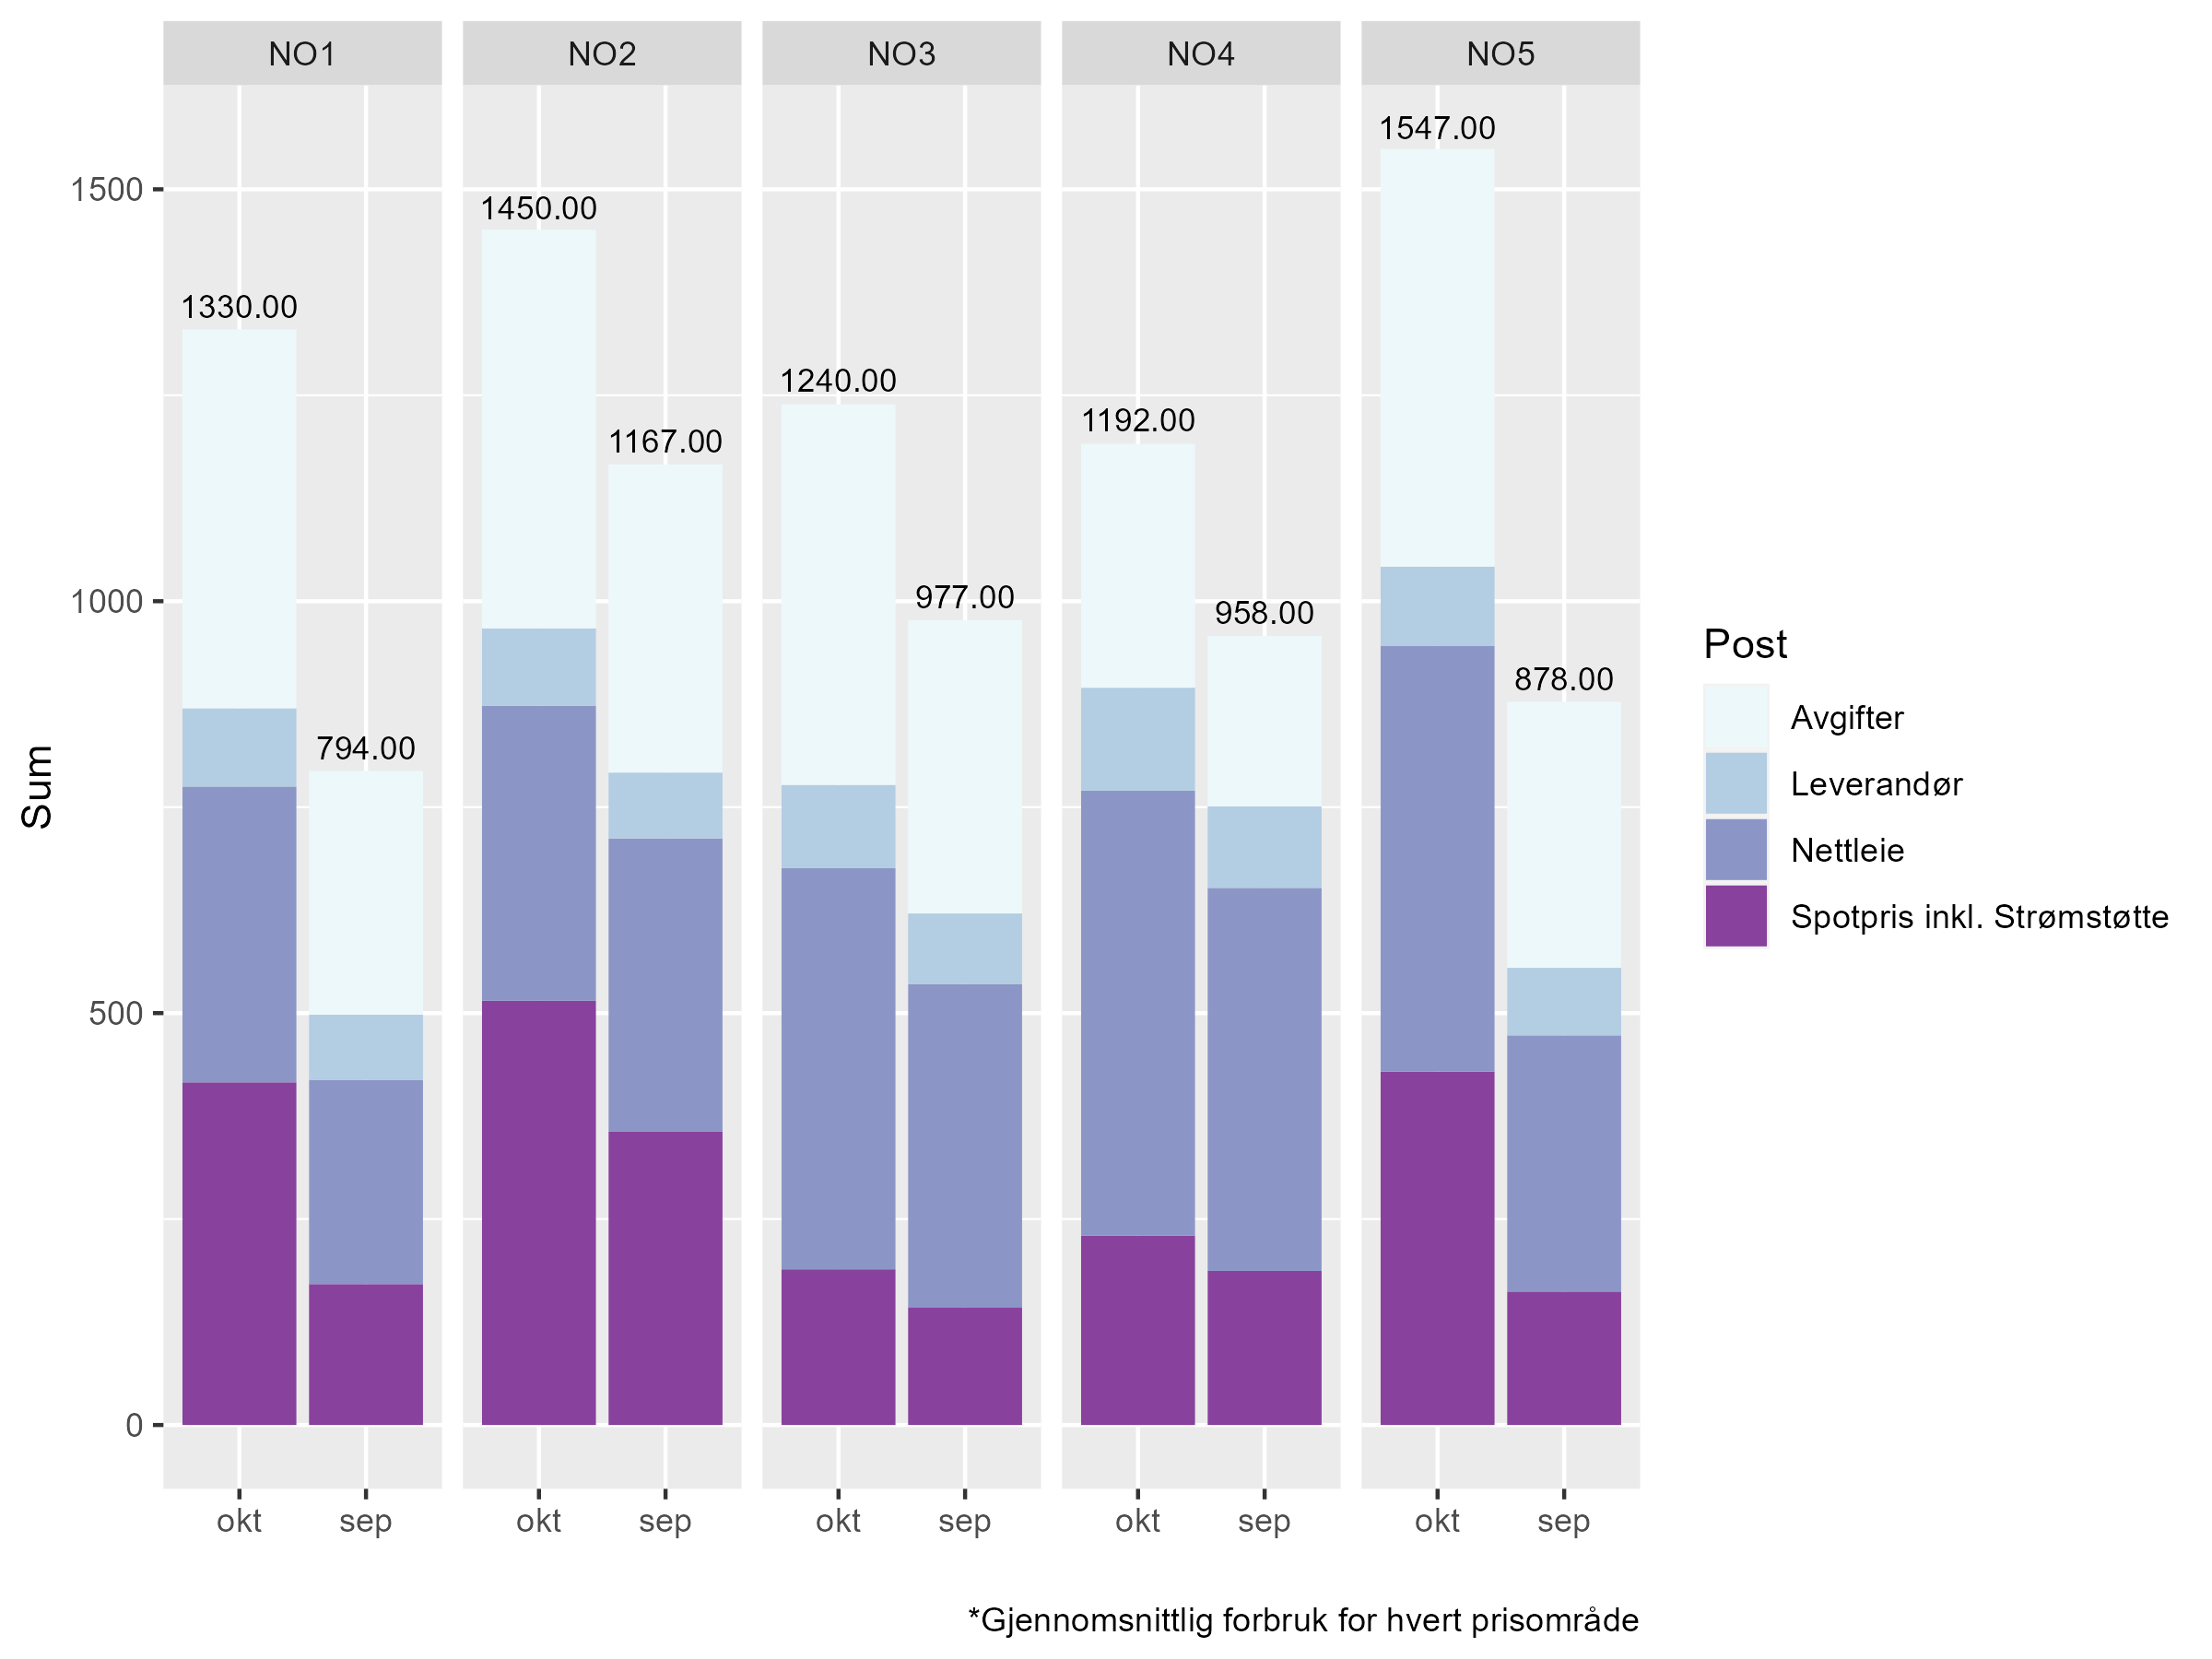 NO1 NO2 NO3 NO4 NO5
1547.00
1500
1450.00
1330.00
1240.00
1192.00
1167.00
1000
977.00
958.00
878.00
794.00
500
0
Sum
okt sep okt sep okt sep okt sep okt sep
Post
Avgifter
Leverandør
Nettleie
Spotpris inkl. Strømstøtte
*Gjennomsnittlig forbruk for hvert prisområde